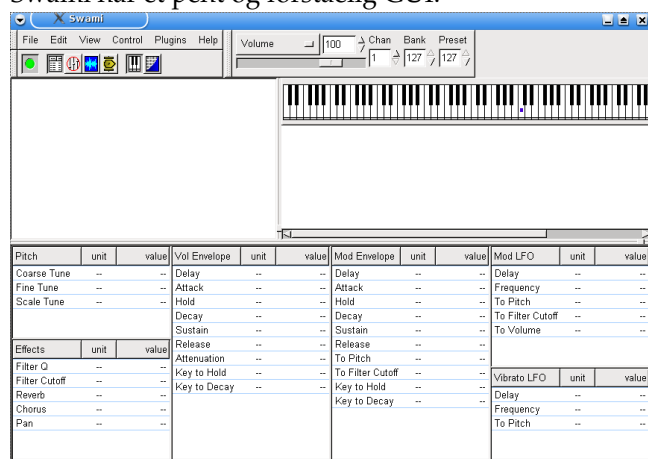 Swami har et pent og forståelig GUI.
Swami
File Edit View Control Plugins Help
Volume 100 Chan 1 Bank 127 Preset 127
Pitch unit value
Coarse Tune -- --
Fine Tune -- --
Scale Tune -- --
Effects unit value
Filter Q -- --
Filter Cutoff -- --
Reverb -- --
Chorus -- --
Pan -- --
Vol Envelope unit value
Delay -- --
Attack -- --
Hold -- --
Decay -- --
Sustain -- --
Release -- --
Attenuation -- --
Key to Hold -- --
Key to Decay -- --
Mod Envelope unit value
Delay -- --
Attack -- --
Hold -- --
Decay -- --
Sustain -- --
Release -- --
To Pitch -- --
To Filter Cutoff -- --
Key to Hold -- --
Key to Decay -- --
Mod LFO unit value
Delay -- --
Frequency -- --
To Pitch -- --
To Filter Cutoff -- --
To Volume -- --
Vibrato LFO unit value
Delay -- --
Frequency -- --
To Pitch -- --